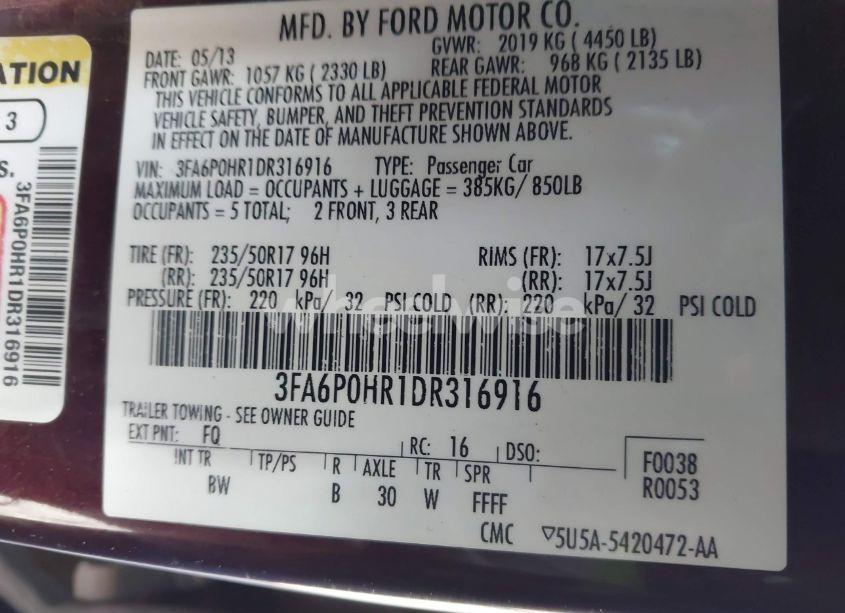 ATION
3
S.
3FA6P0HR1DR316916
MFD. BY FORD MOTOR CO.
DATE: 05/13 GVWR: 2019 KG ( 4450 LB)
FRONT GAWR: 1057 KG ( 2330 LB) REAR GAWR: 968 KG ( 2135 LB)
THIS VEHICLE CONFORMS TO ALL APPLICABLE FEDERAL MOTOR
VEHICLE SAFETY, BUMPER, AND THEFT PREVENTION STANDARDS
IN EFFECT ON THE DATE OF MANUFACTURE SHOWN ABOVE.
VIN: 3FA6P0HR1DR316916 TYPE: Passenger Car
MAXIMUM LOAD = OCCUPANTS + LUGGAGE = 385KG/ 850LB
OCCUPANTS = 5 TOTAL; 2 FRONT, 3 REAR
TIRE (FR): 235/50R17 96H RIMS (FR): 17x7.5J
(RR): 235/50R17 96H (RR): 17x7.5J
PRESSURE (FR): 220 kPa/ 32 PSI COLD (RR): 220 kPa/ 32 PSI COLD
wheelwise
3FA6P0HR1DR316916
TRAILER TOWING - SEE OWNER GUIDE
EXT PNT: FQ RC: 16 DSO: F0038
INT TR TP/PS R AXLE TR SPR R0053
BW B 30 W FFFF
CMC ▽5U5A-5420472-AA